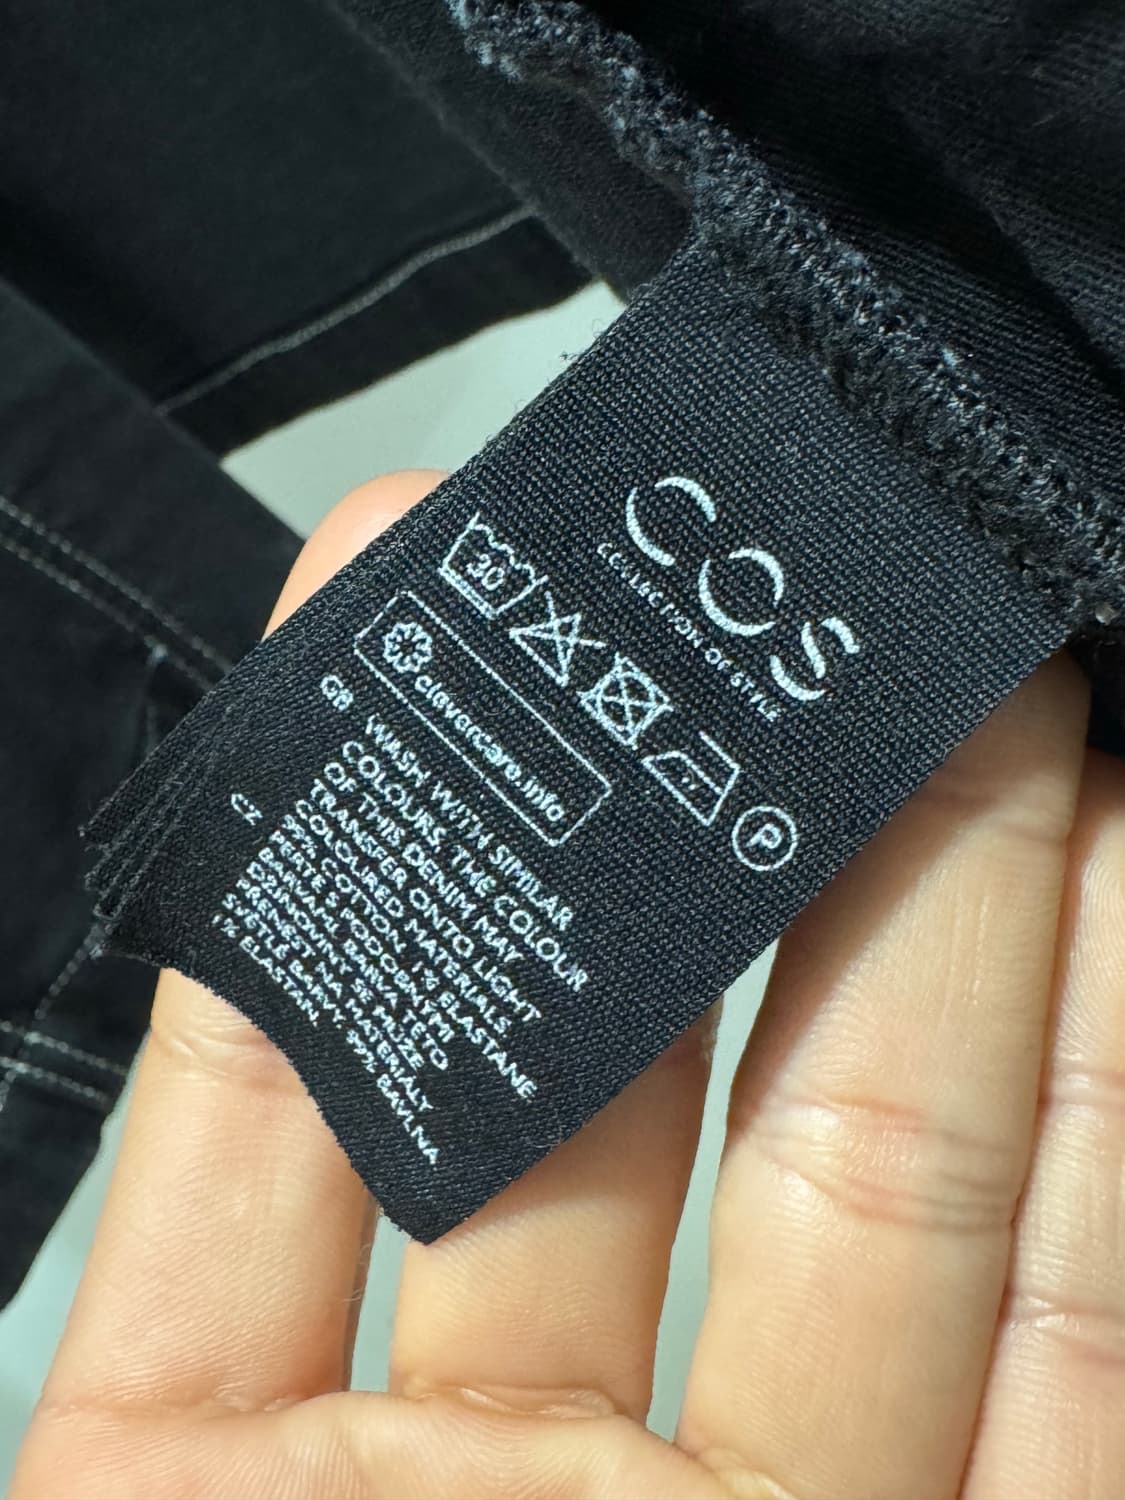 COS
COLLECTION OF STYLE
30
P
clevercare.info
GB WASH WITH SIMILAR
COLOURS. THE COLOUR
OF THIS DENIM MAY
TRANSFER ONTO LIGHT
COLOURED MATERIALS.
99% COTTON. 1% ELASTANE
CZ PERTE S PODOBNÝMI
BARVAMI. BARVA TÉTO
DŽÍNOVINY SE MŮŽE
PŘENÉST NA MATERIÁLY
SVĚTLÉ BARVY. 99% BAVLNA.
1% ELASTAN.